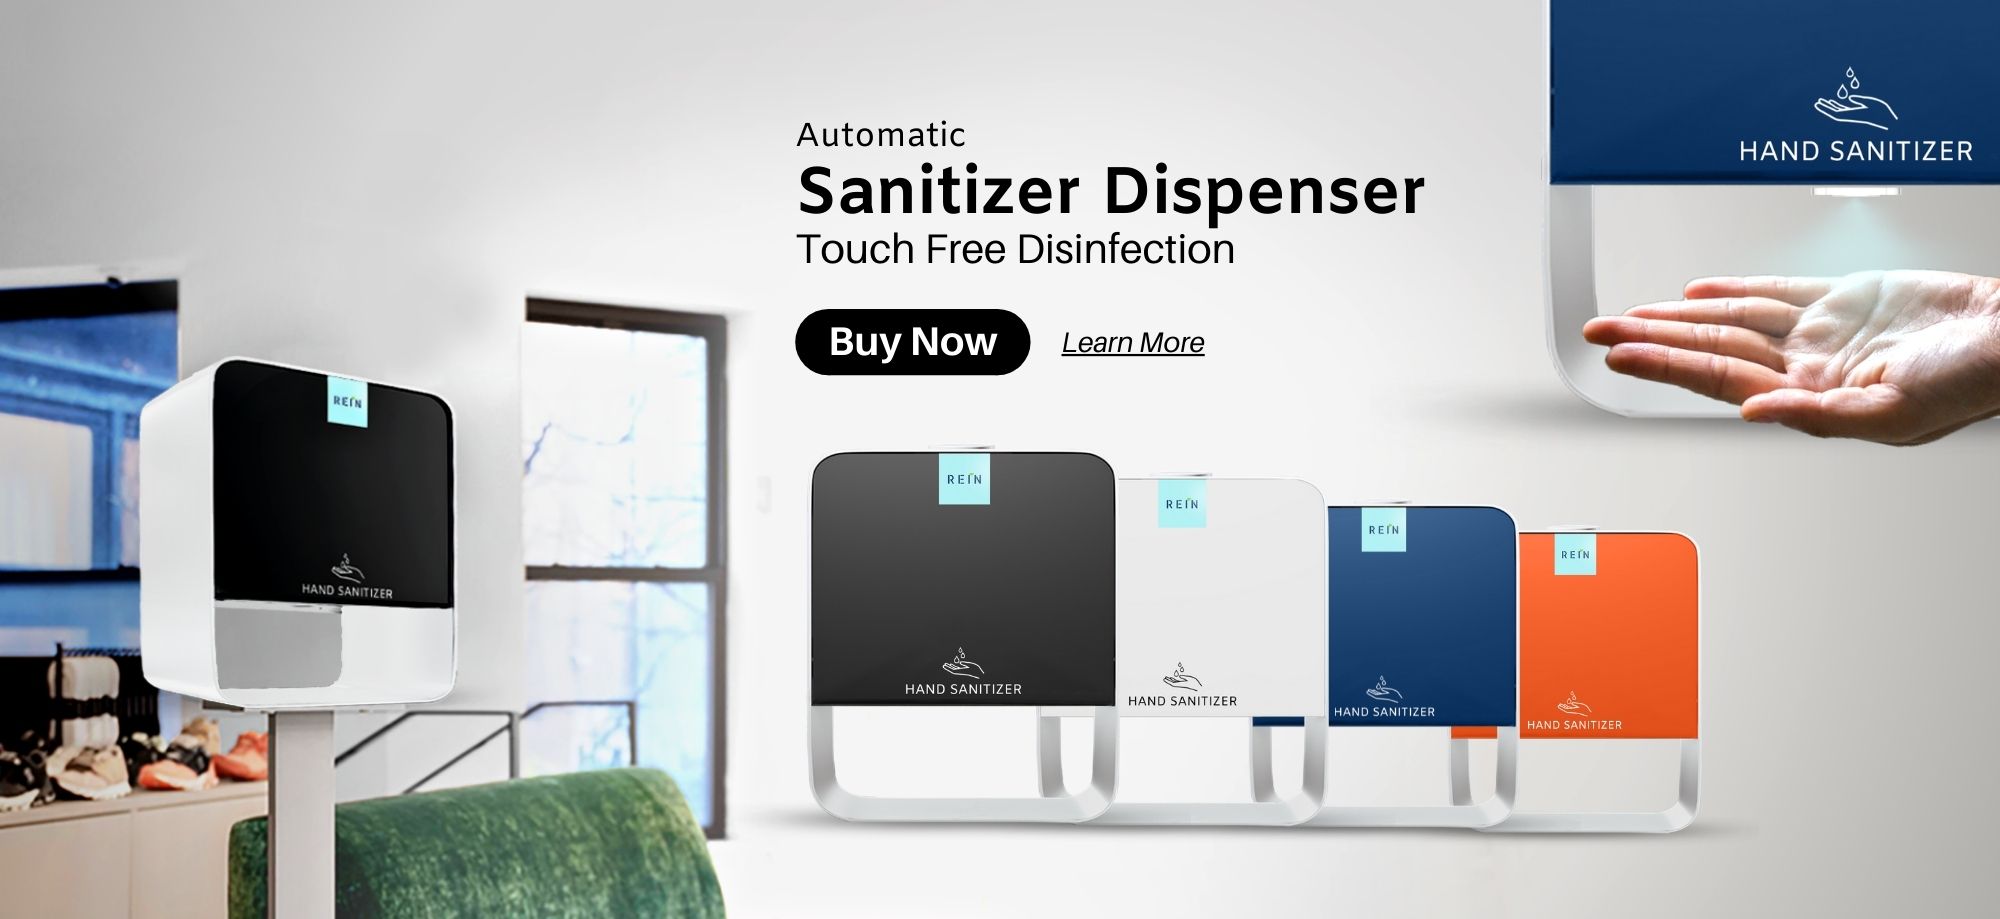 Automatic
Sanitizer Dispenser
Touch Free Disinfection
Buy Now
Learn More
HAND SANITIZER
REIN
HAND SANITIZER
REIN
HAND SANITIZER
REIN
HAND SANITIZER
REIN
HAND SANITIZER
REIN
HAND SANITIZER